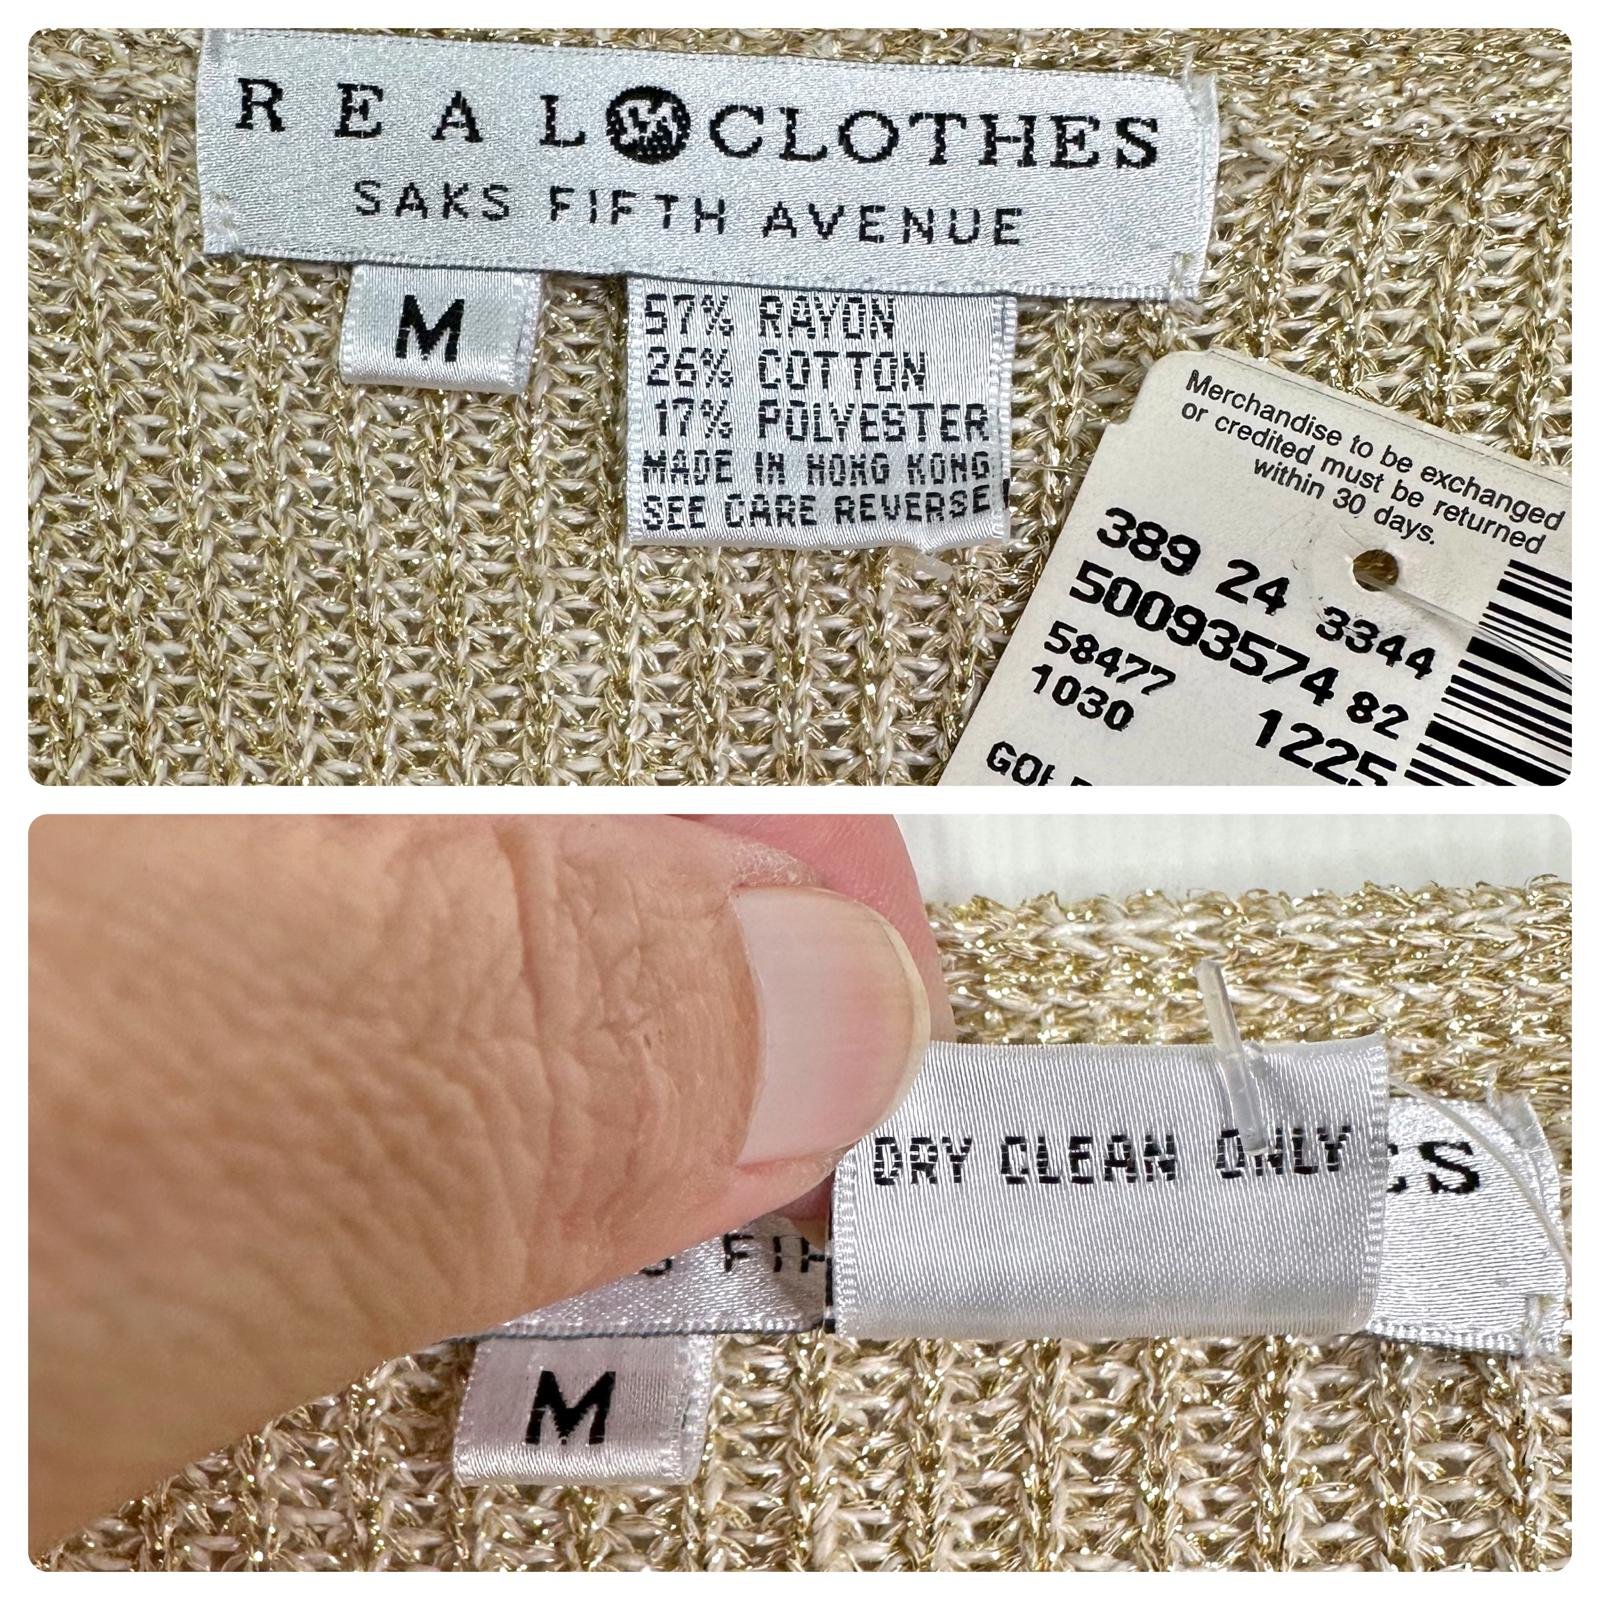 REAL CLOTHES
SAKS FIFTH AVENUE
M
57% RAYON
26% COTTON
17% POLYESTER
MADE IN HONG KONG
SEE CARE REVERSE
Merchandise to be exchanged
or credited must be returned
within 30 days.
389 24 3344
50093574 82
58477
1030
1225
DRY CLEAN ONLY
M